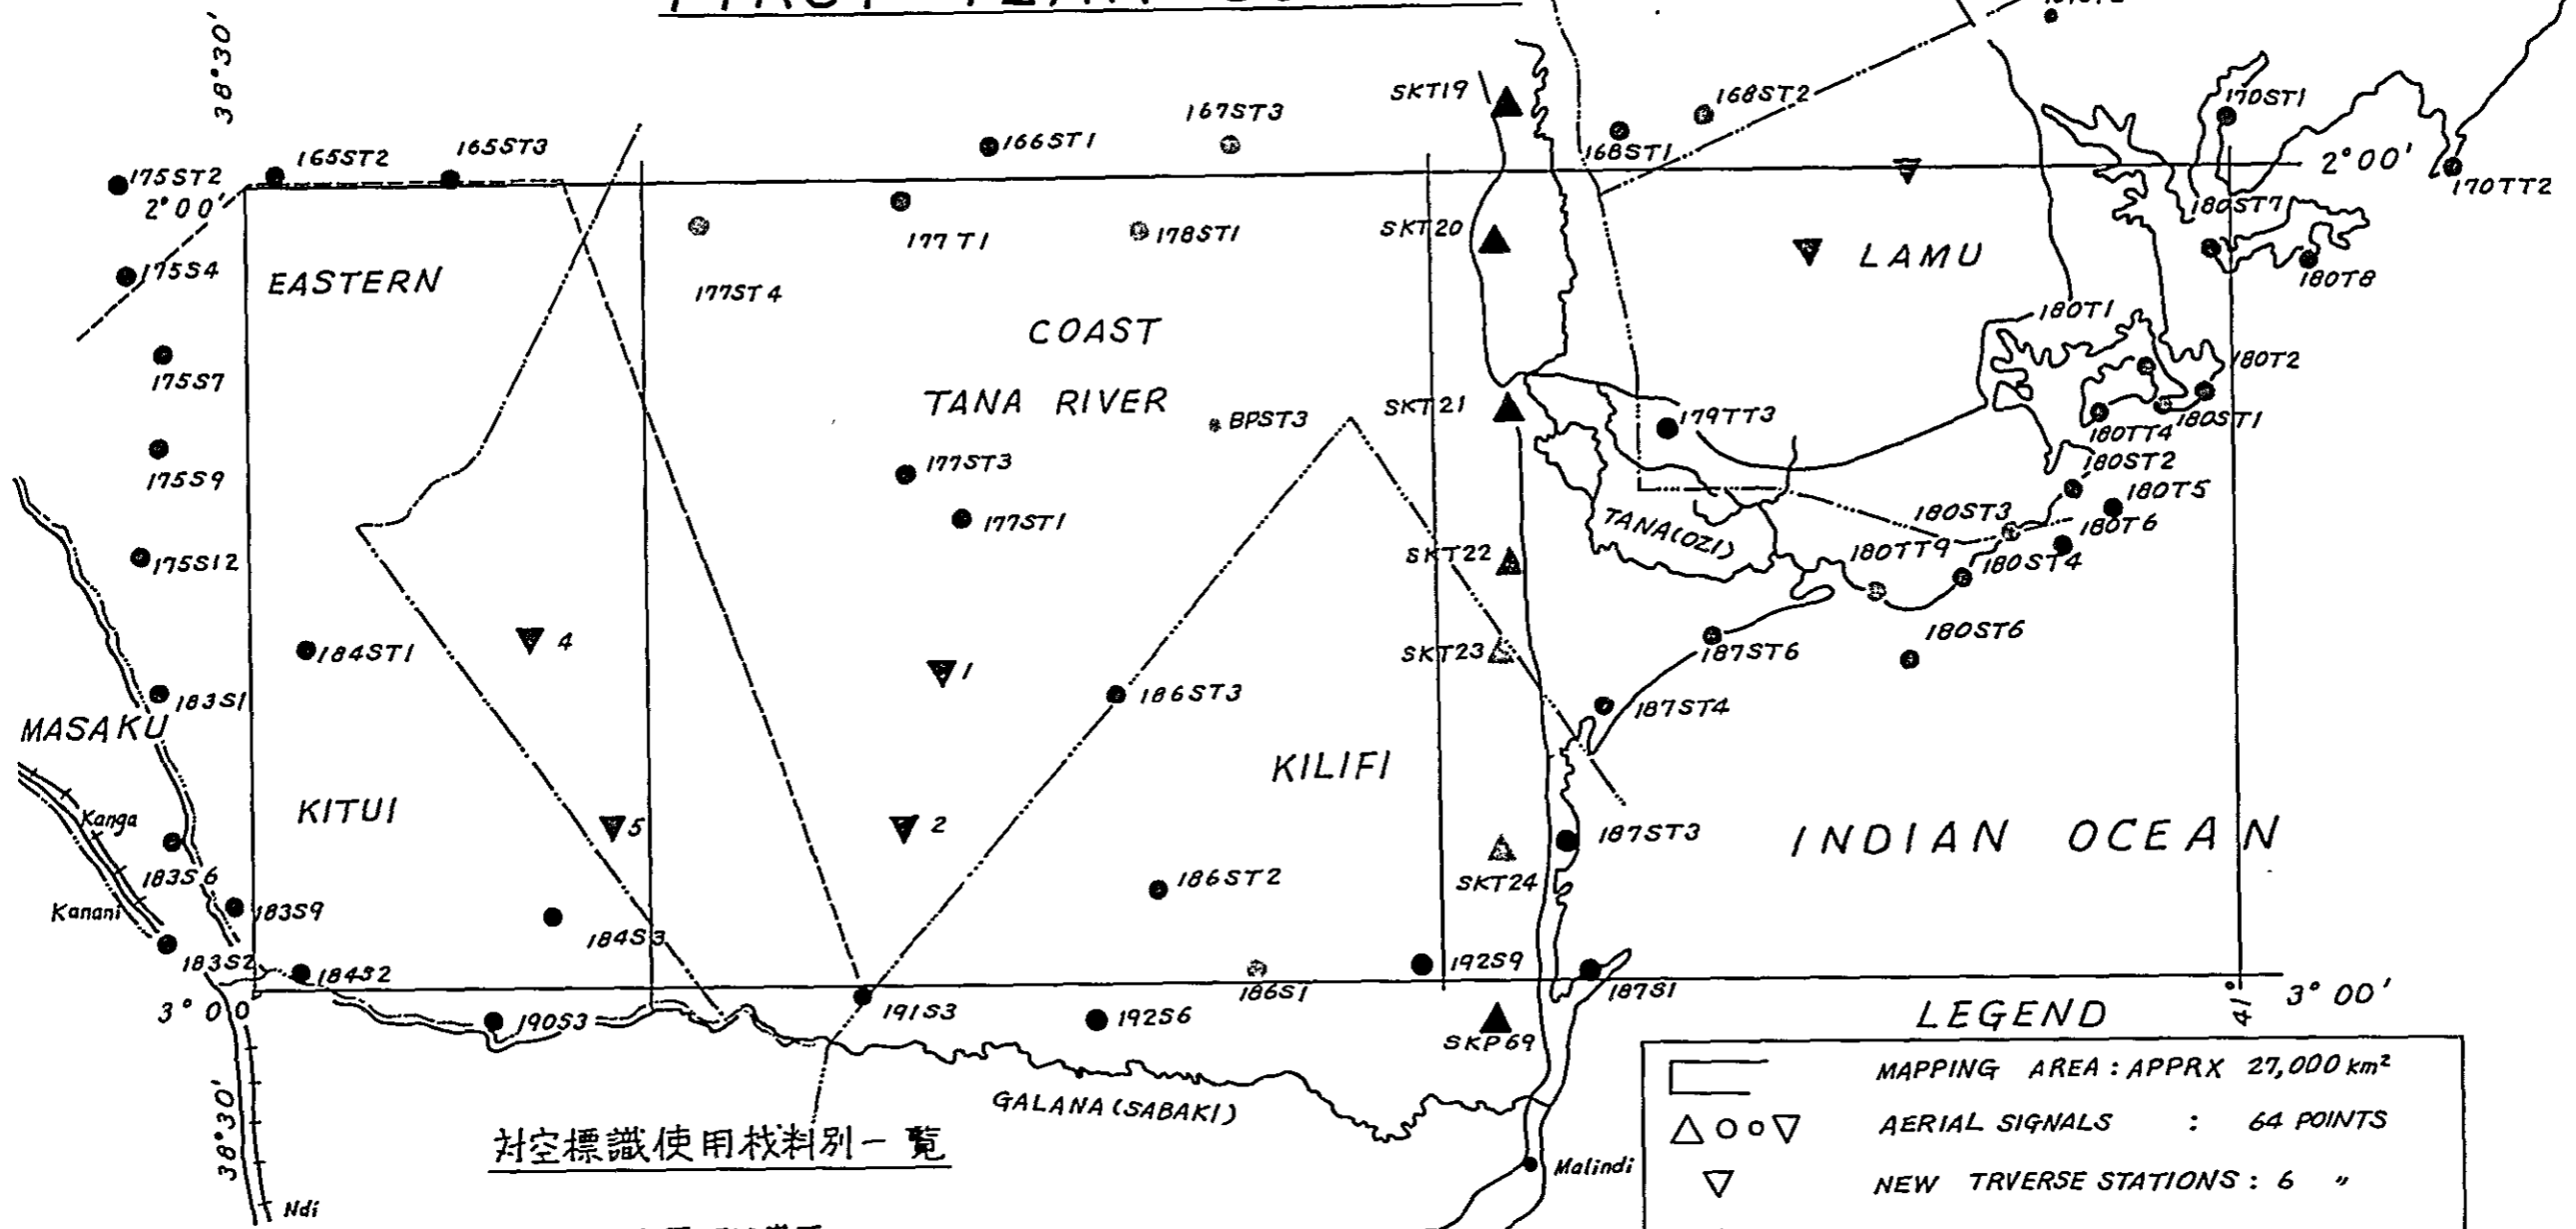 38°30'
SKT19
167ST3
168ST2
170ST1
166ST1
168ST1
165ST2
165ST3
175ST2
2°00'
2°00'
170TT2
180ST7
177T1
178ST1
SKT20
LAMU
175S4
EASTERN
177ST4
180T8
180T1
COAST
175S7
180T2
TANA RIVER
BPST3
SKT21
179TT3
180TT4
180ST1
175S9
177ST3
180ST2
180T5
177ST1
180ST3
180T6
TANA(OZI)
175S12
SKT22
180TT9
180ST4
184ST1
4
1
SKT23
187ST6
180ST6
183S1
186ST3
187ST4
MASAKU
KILIFI
KITUI
Kanga
5
2
187ST3
INDIAN OCEAN
183S6
186ST2
SKT24
Kanani
183S9
184S3
183S2
184S2
192S9
186S1
187S1
3°00
190S3
191S3
192S6
SKP69
41°
3°00'
LEGEND
MAPPING AREA : APPRX 27,000 km²
GALANA (SABAKI)
AERIAL SIGNALS : 64 POINTS
38°30'
対空標識使用材料別一覧
Malindi
NEW TRVERSE STATIONS : 6 〃
Ndi